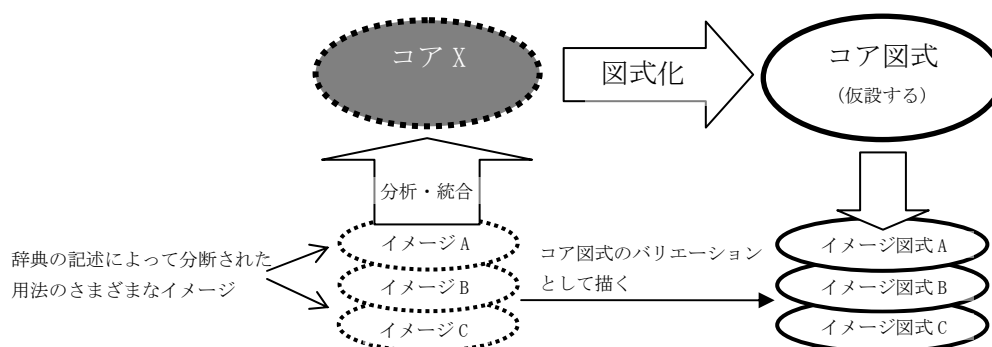 コア X
図式化
コア図式
(仮設する)
分析・統合
イメージ A
イメージ B
イメージ C
辞典の記述によって分断された
用法のさまざまなイメージ
コア図式のバリエーション
として描く
イメージ図式 A
イメージ図式 B
イメージ図式 C